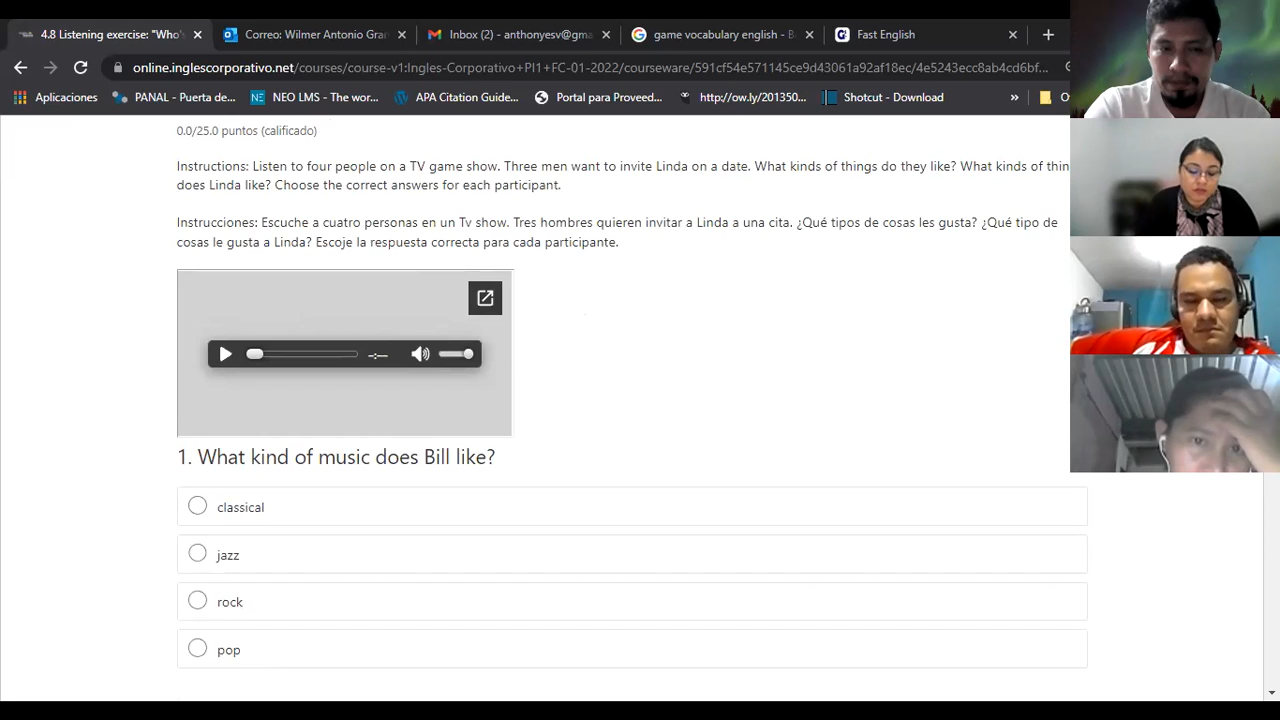 4.8 Listening exercise: "Who's
Correo: Wilmer Antonio Gra
Inbox (2) - anthonyesv@gm
game vocabulary english - B
Fast English
online.inglescorporativo.net/courses/course-v1:Ingles-Corporativo+PI1+FC-01-2022/courseware/591cf54e571145ce9d43061a92af18ec/4e5243ecc8ab4cd6bf...
Aplicaciones
PANAL - Puerta de...
NEO LMS - The wor...
APA Citation Guide...
Portal para Proveed...
http://ow.ly/201350...
Shotcut - Download
»
0.0/25.0 puntos (calificado)
Instructions: Listen to four people on a TV game show. Three men want to invite Linda on a date. What kinds of things do they like? What kinds of thin
does Linda like? Choose the correct answers for each participant.
Instrucciones: Escuche a cuatro personas en un Tv show. Tres hombres quieren invitar a Linda a una cita. ¿Qué tipos de cosas les gusta? ¿Qué tipo de
cosas le gusta a Linda? Escoje la respuesta correcta para cada participante.
-:--
1. What kind of music does Bill like?
classical
jazz
rock
pop